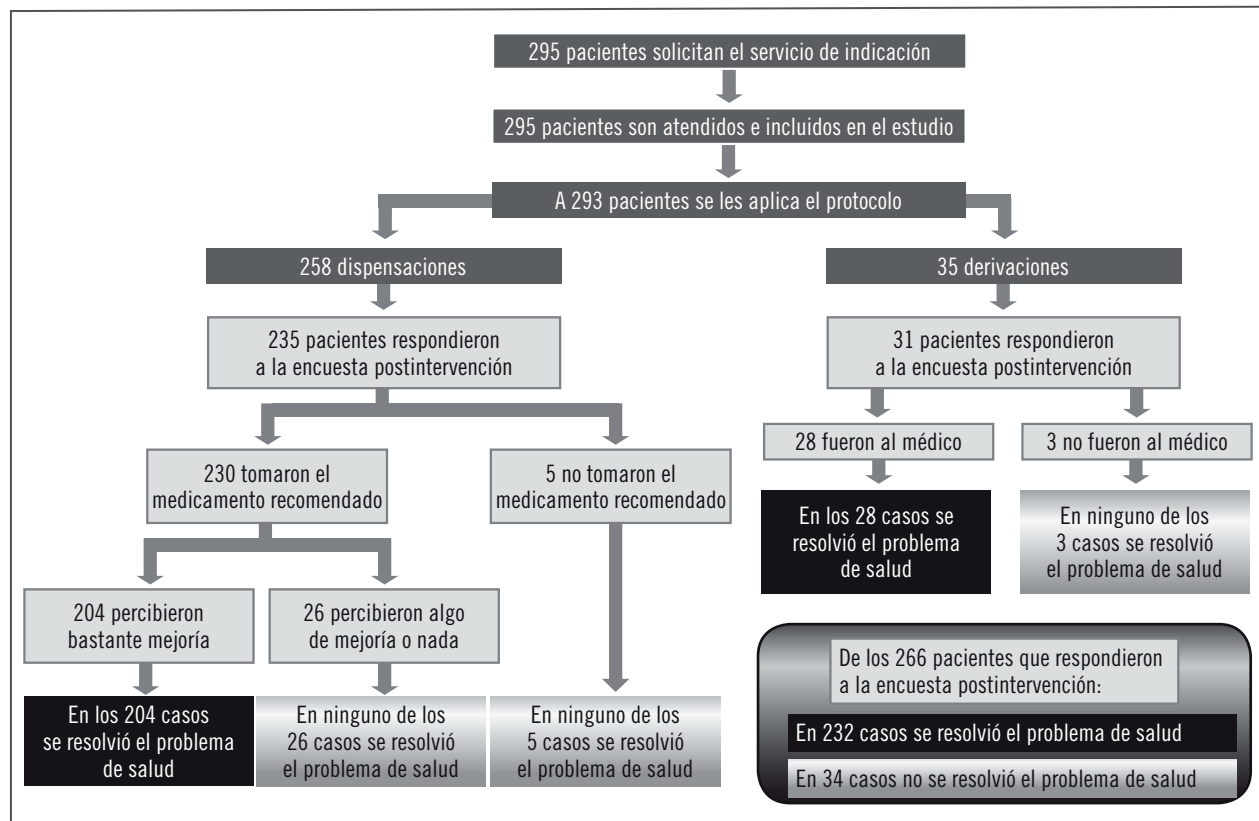 295 pacientes solicitan el servicio de indicación
295 pacientes son atendidos e incluidos en el estudio
A 293 pacientes se les aplica el protocolo
258 dispensaciones
35 derivaciones
235 pacientes respondieron
a la encuesta postintervención
31 pacientes respondieron
a la encuesta postintervención
28 fueron al médico
3 no fueron al médico
230 tomaron el
medicamento recomendado
5 no tomaron el
medicamento recomendado
En los 28 casos se
resolvió el problema
de salud
En ninguno de los
3 casos se resolvió
el problema de salud
204 percibieron
bastante mejoría
26 percibieron algo
de mejoría o nada
En los 204 casos
se resolvió el problema
de salud
En ninguno de los
26 casos se resolvió
el problema de salud
En ninguno de los
5 casos se resolvió
el problema de salud
De los 266 pacientes que respondieron
a la encuesta postintervención:
En 232 casos se resolvió el problema de salud
En 34 casos no se resolvió el problema de salud